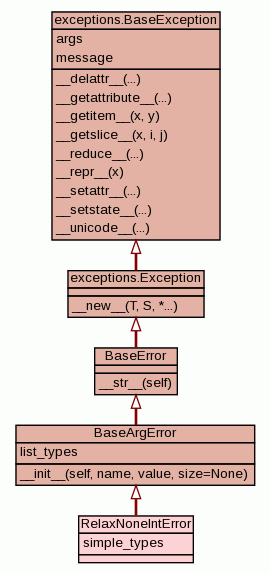 exceptions.BaseException
args
message
__delattr__(...)
__getattribute__(...)
__getitem__(x, y)
__getslice__(x, i, j)
__reduce__(...)
__repr__(x)
__setattr__(...)
__setstate__(...)
__unicode__(...)
exceptions.Exception
__new__(T, S, *...)
BaseError
__str__(self)
BaseArgError
list_types
__init__(self, name, value, size=None)
RelaxNoneIntError
simple_types